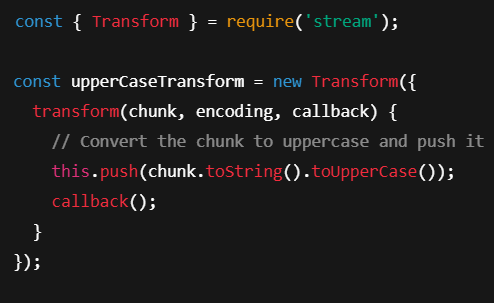 const { Transform } = require('stream');
const upperCaseTransform = new Transform({
transform(chunk, encoding, callback) {
// Convert the chunk to uppercase and push it
this.push(chunk.toString().toUpperCase());
callback();
}
});